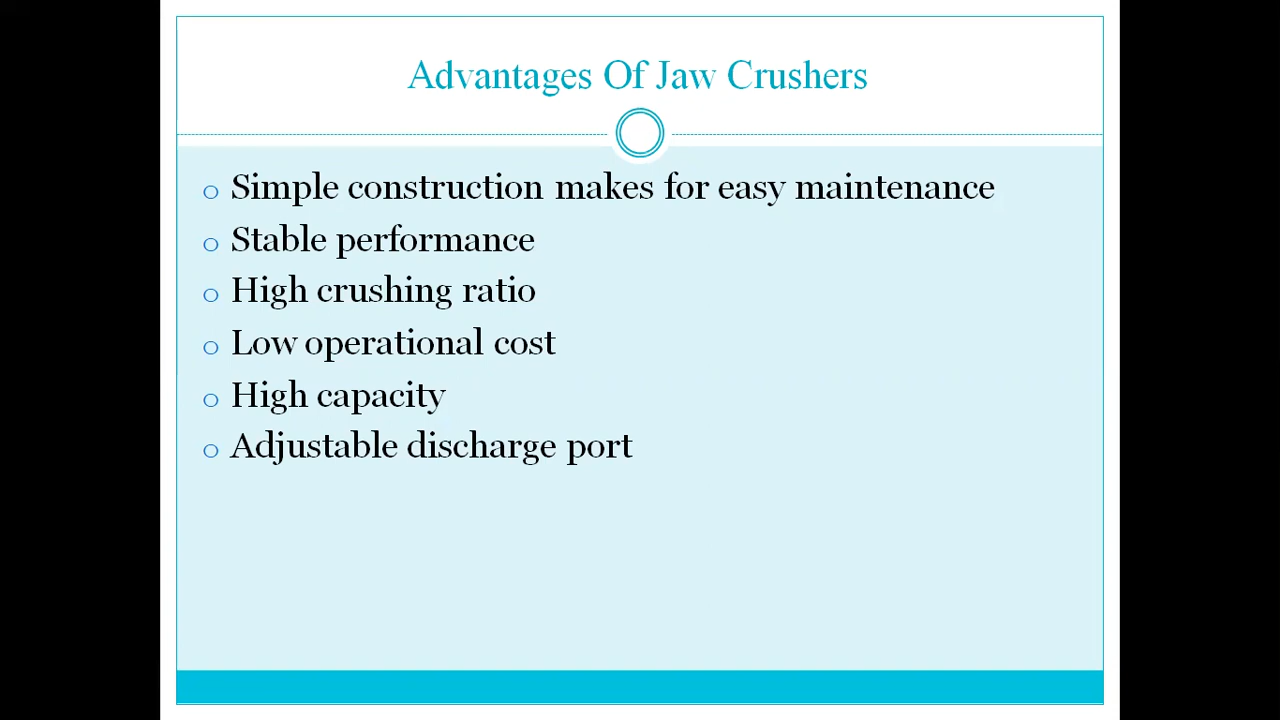 Advantages Of Jaw Crushers
Simple construction makes for easy maintenance
Stable performance
High crushing ratio
Low operational cost
High capacity
Adjustable discharge port